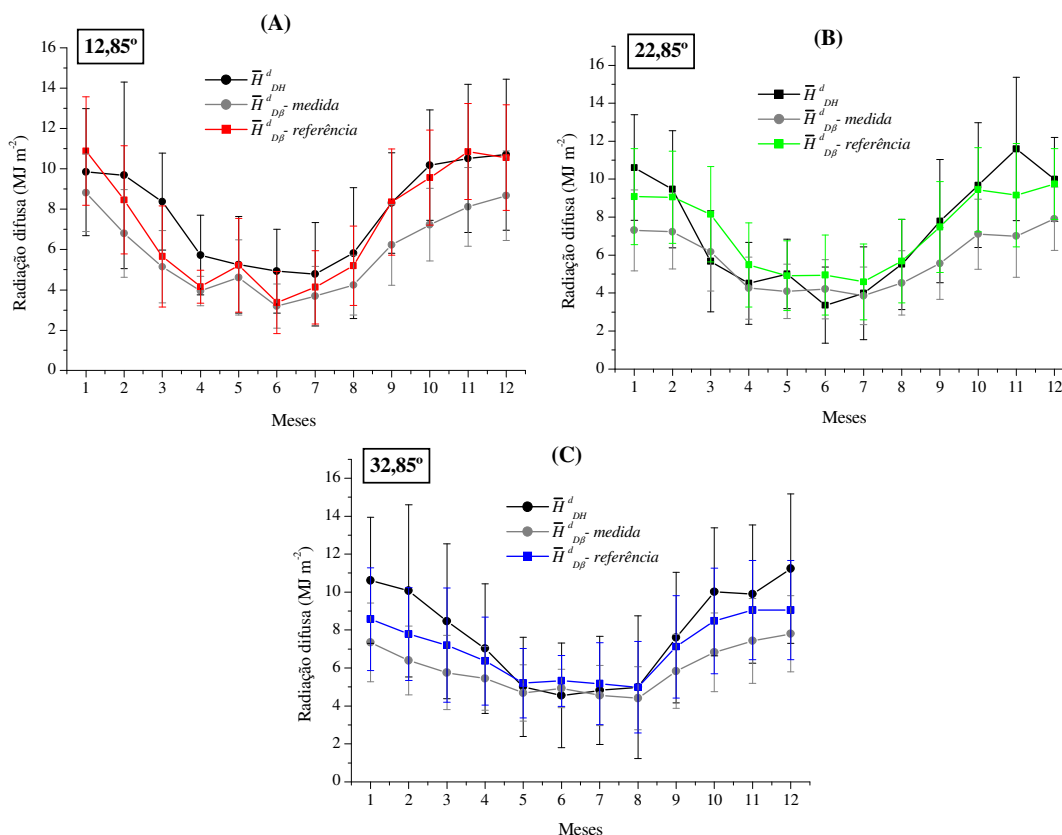 (A)
12,85º
H̅ᵈ_DH
H̅ᵈ_Dβ- medida
H̅ᵈ_Dβ- referência
Radiação difusa (MJ m⁻²)
16
14
12
10
8
6
4
2
0
1 2 3 4 5 6 7 8 9 10 11 12
Meses
(B)
22,85º
H̅ᵈ_DH
H̅ᵈ_Dβ- medida
H̅ᵈ_Dβ- referência
Radiação difusa (MJ m⁻²)
16
14
12
10
8
6
4
2
0
1 2 3 4 5 6 7 8 9 10 11 12
Meses
(C)
32,85º
H̅ᵈ_DH
H̅ᵈ_Dβ- medida
H̅ᵈ_Dβ- referência
Radiação difusa (MJ m⁻²)
16
14
12
10
8
6
4
2
0
1 2 3 4 5 6 7 8 9 10 11 12
Meses